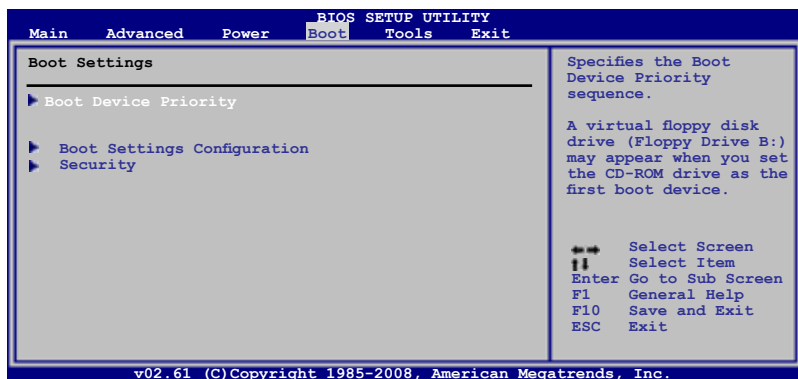 BIOS SETUP UTILITY
Main Advanced Power Boot Tools Exit
Boot Settings
Boot Device Priority
Boot Settings Configuration
Security
Specifies the Boot
Device Priority
sequence.
A virtual floppy disk
drive (Floppy Drive B:)
may appear when you set
the CD-ROM drive as the
first boot device.
Select Screen
Select Item
Enter Go to Sub Screen
F1 General Help
F10 Save and Exit
ESC Exit
v02.61 (C)Copyright 1985-2008, American Megatrends, Inc.